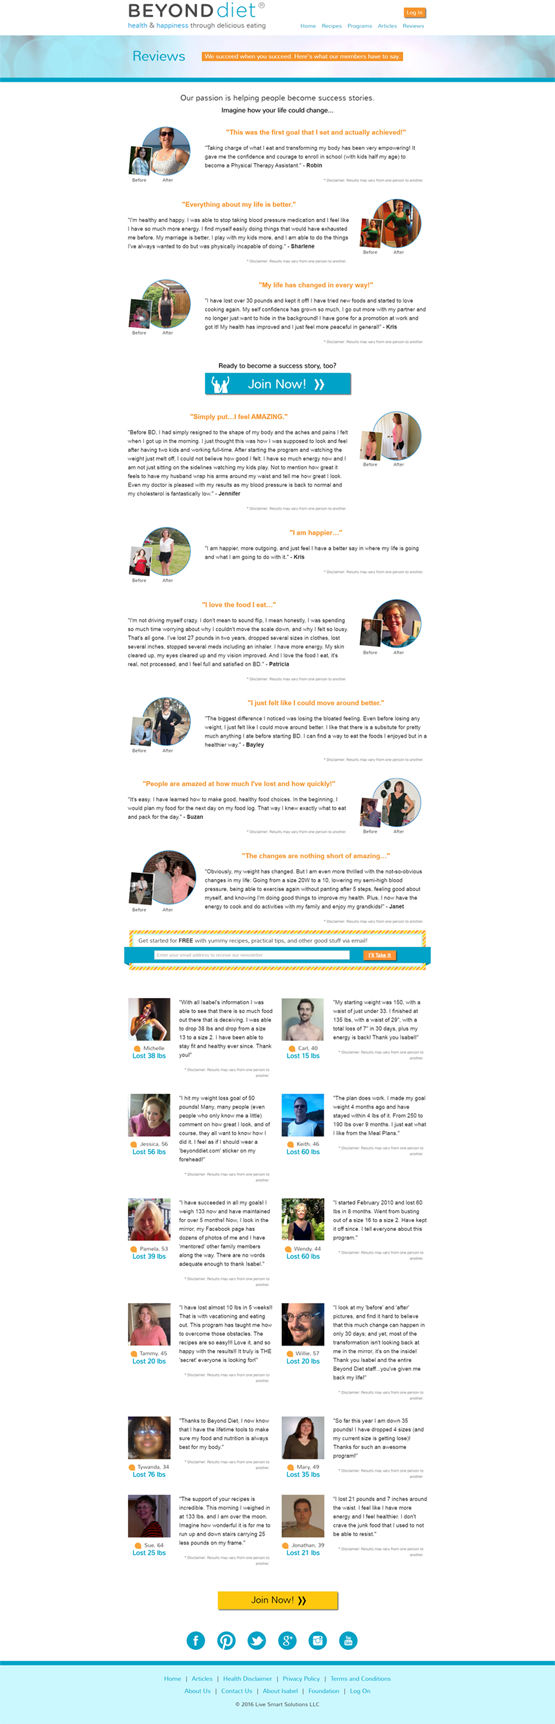 BEYOND diet®
health & happiness through delicious eating
Log In
Home Recipes Programs Articles Reviews
Reviews
We succeed when you succeed. Here's what our members have to say.
Our passion is helping people become success stories.
Imagine how your life could change...
"This was the first goal that I set and actually achieved!"
"Taking charge of what I eat and transforming my body has been very empowering! It
gave me the confidence and courage to enroll in school (with kids half my age) to
become a Physical Therapy Assistant." - Robin
Before After
* Disclaimer: Results may vary from one person to another.
"Everything about my life is better."
"I'm healthy and happy. I was able to stop taking blood pressure medication and I feel like
I have so much more energy. I find myself easily doing things that would have exhausted
me before. My marriage is better, I play with my kids more, and I am able to do the things
I've always wanted to do but was physically incapable of doing." - Sharlene
Before After
* Disclaimer: Results may vary from one person to another.
"My life has changed in every way!"
"I have lost over 30 pounds and kept it off! I have tried new foods and started to love
cooking again. My self confidence has grown so much. I go out more with my partner and
no longer just want to hide in the background! I have gone for a promotion at work and
got it! My health has improved and I just feel more peaceful in general!" - Kris
Before After
* Disclaimer: Results may vary from one person to another.
Ready to become a success story, too?
Join Now! »
"Simply put...I feel AMAZING."
"Before BD, I had simply resigned to the shape of my body and the aches and pains I felt
when I got up in the morning. I just thought this was how I was supposed to look and feel
after having two kids and working full-time. After starting the program and watching the
weight just melt off, I could not believe how good I felt. I have so much energy now and I
am not just sitting on the sidelines watching my kids play. Not to mention how great it
feels to have my husband wrap his arms around my waist and tell me how great I look.
Even my doctor is pleased with my results as my blood pressure is back to normal and
my cholesterol is fantastically low." - Jennifer
Before After
* Disclaimer: Results may vary from one person to another.
"I am happier..."
"I am happier, more outgoing, and just feel I have a better say in where my life is going
and what I am going to do with it." - Kris
Before After
* Disclaimer: Results may vary from one person to another.
"I love the food I eat..."
"I'm not driving myself crazy. I don't mean to sound flip, I mean honestly, I was spending
so much time worrying about why I couldn't move the scale down, and why I felt so lousy.
That's all gone. I've lost 27 pounds in two years, dropped several sizes in clothes, lost
several inches, stopped several meds including an inhaler. I have more energy. My skin
cleared up, my eyes cleared up and my vision improved. And I love the food I eat, it's
real, not processed, and I feel full and satisfied on BD." - Patricia
Before After
* Disclaimer: Results may vary from one person to another.
"I just felt like I could move around better."
"The biggest difference I noticed was losing the bloated feeling. Even before losing any
weight, I just felt like I could move around better. I like that there is a substitute for pretty
much anything I ate before starting BD. I can find a way to eat the foods I enjoyed but in a
healthier way." - Bayley
Before After
* Disclaimer: Results may vary from one person to another.
"People are amazed at how much I've lost and how quickly!"
"It's easy. I have learned how to make good, healthy food choices. In the beginning, I
would plan my food for the next day on my food log. That way I knew exactly what to eat
and pack for the day." - Suzan
Before After
* Disclaimer: Results may vary from one person to another.
"The changes are nothing short of amazing..."
"Obviously, my weight has changed. But I am even more thrilled with the not-so-obvious
changes in my life: Going from a size 20W to a 10, lowering my semi-high blood
pressure, being able to exercise again without panting after 5 steps, feeling good about
myself, and knowing I'm doing good things to improve my health. Plus, I now have the
energy to cook and do activities with my family and enjoy my grandkids!" - Janet
Before After
* Disclaimer: Results may vary from one person to another.
Get started for FREE with yummy recipes, practical tips, and other good stuff via email!
Enter your email address to receive our newsletter
I'll Take It
"With all Isabel's information I was
able to see that there is so much food
out there that is deceiving. I was able
to drop 38 lbs and drop from a size
13 to a size 2. I have been able to
stay fit and healthy ever since. Thank
you!"
Michelle
Lost 38 lbs
* Disclaimer: Results may vary from one person to
another.
"My starting weight was 150, with a
waist of just under 33. I finished at
135 lbs, with a waist of 29", with a
total loss of 7" in 30 days, plus my
energy is back! Thank you Isabel!"
Carl, 40
Lost 15 lbs
* Disclaimer: Results may vary from one person to
another.
"I hit my weight loss goal of 50
pounds! Many, many people (even
people who only know me a little)
comment on how great I look, and of
course, they all want to know how I
did it. I feel as if I should wear a
'beyonddiet.com' sticker on my
forehead!"
Jessica, 56
Lost 56 lbs
* Disclaimer: Results may vary from one person to
another.
"The plan does work. I made my goal
weight 4 months ago and have
stayed within 4 lbs of it. From 250 to
190 lbs over 9 months. I just eat what
I like from the Meal Plans."
Keith, 46
Lost 60 lbs
* Disclaimer: Results may vary from one person to
another.
"I have succeeded in all my goals! I
weigh 133 now and have maintained
for over 5 months! Now, I look in the
mirror, my Facebook page has
dozens of photos of me and I have
'mentored' other family members
along the way. There are no words
adequate enough to thank Isabel."
Pamela, 53
Lost 39 lbs
* Disclaimer: Results may vary from one person to
another.
"I started February 2010 and lost 60
lbs in 8 months. Went from busting
out of a size 16 to a size 2. Have kept
it off since. I tell everyone about this
program."
Wendy, 44
Lost 60 lbs
* Disclaimer: Results may vary from one person to
another.
"I have lost almost 10 lbs in 5 weeks!!
That is with vacationing and eating
out. This program has taught me how
to overcome those obstacles. The
recipes are so easy!!! Love it, and so
happy with the results!! It truly is THE
'secret' everyone is looking for!"
Tammy, 45
Lost 20 lbs
* Disclaimer: Results may vary from one person to
another.
"I look at my 'before' and 'after'
pictures, and find it hard to believe
that this much change can happen in
only 30 days; and yet, most of the
transformation isn't looking back at
me in the mirror, it's on the inside!
Thank you Isabel and the entire
Beyond Diet staff...you've given me
back my life!"
Willie, 57
Lost 20 lbs
* Disclaimer: Results may vary from one person to
another.
"Thanks to Beyond Diet, I now know
that I have the lifetime tools to make
sure my food and nutrition is always
best for my body."
Tywanda, 34
Lost 76 lbs
* Disclaimer: Results may vary from one person to
another.
"So far this year I am down 35
pounds! I have dropped 4 sizes (and
my current size is getting lose)!
Thanks for such an awesome
program!"
Mary, 49
Lost 35 lbs
* Disclaimer: Results may vary from one person to
another.
"The support of your recipes is
incredible. This morning I weighed in
at 133 lbs, and I am over the moon.
Imagine how wonderful it is for me to
run up and down stairs carrying 25
less pounds on my frame."
Sue, 64
Lost 25 lbs
* Disclaimer: Results may vary from one person to
another.
"I lost 21 pounds and 7 inches around
the waist. I feel like I have more
energy and I feel healthier. I don't
crave the junk food that I used to not
be able to resist."
Jonathan, 39
Lost 21 lbs
* Disclaimer: Results may vary from one person to
another.
Join Now! »
Home | Articles | Health Disclaimer | Privacy Policy | Terms and Conditions
About Us | Contact Us | About Isabel | Foundation | Log On
© 2016 Live Smart Solutions LLC